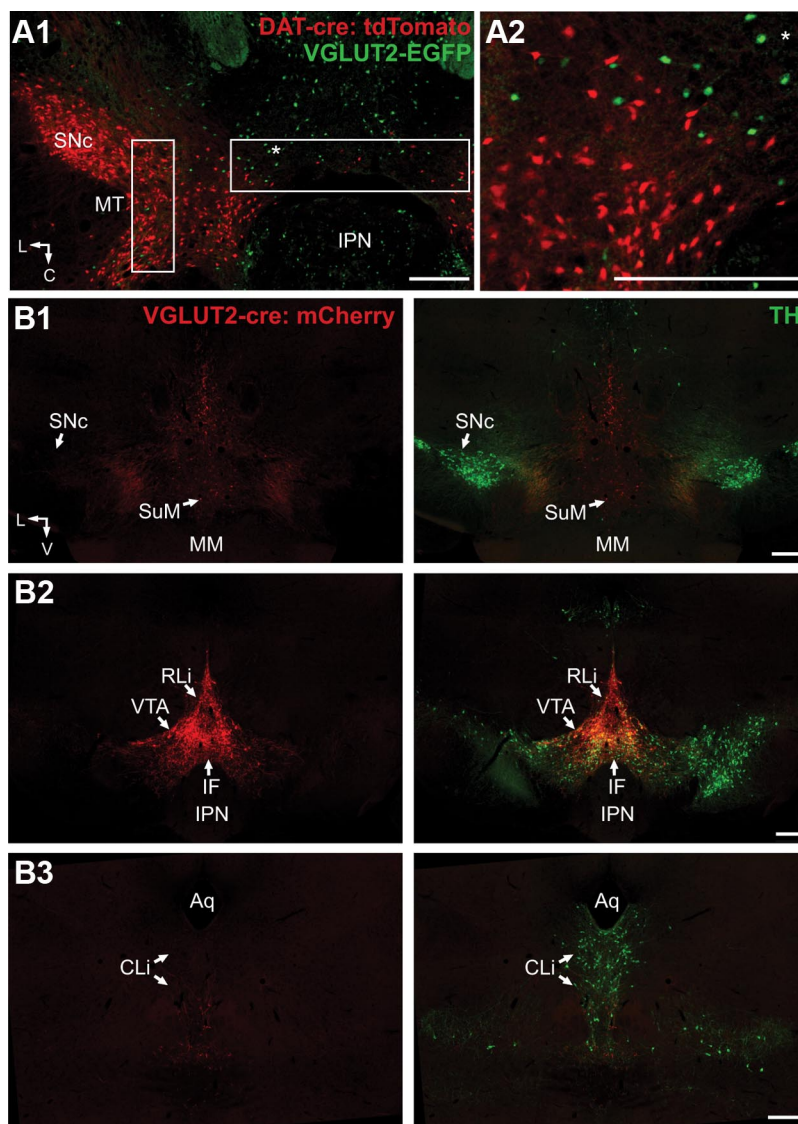 A1
DAT-cre: tdTomato
VGLUT2-EGFP
SNc
*
MT
IPN
L
C
A2
*
B1
VGLUT2-cre: mCherry
SNc
SuM
L
V
MM
TH
SNc
SuM
MM
B2
RLi
VTA
IF
IPN
RLi
VTA
IF
IPN
B3
Aq
CLi
Aq
CLi